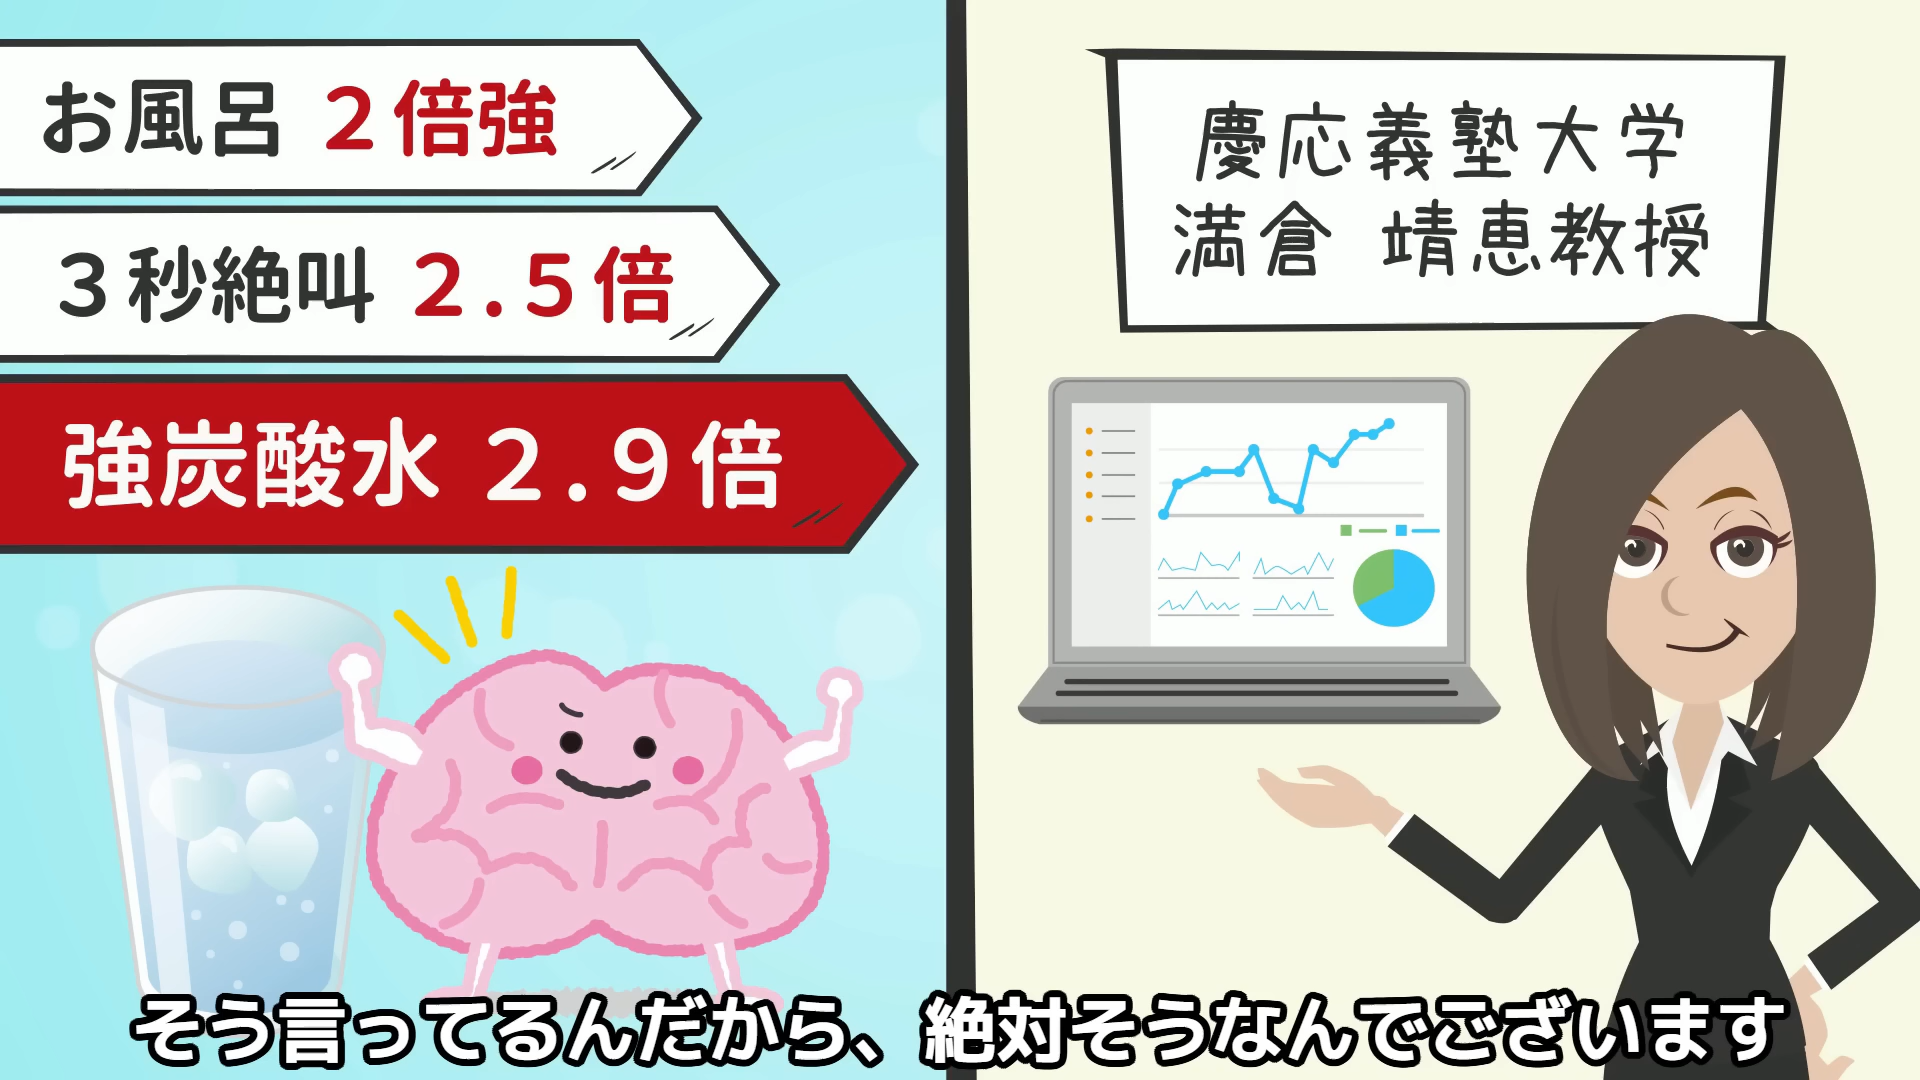 お風呂 2倍強
3秒絶叫 2.5倍
強炭酸水 2.9倍
慶応義塾大学
満倉 靖恵教授
そう言ってるんだから、絶対そうなんでございます